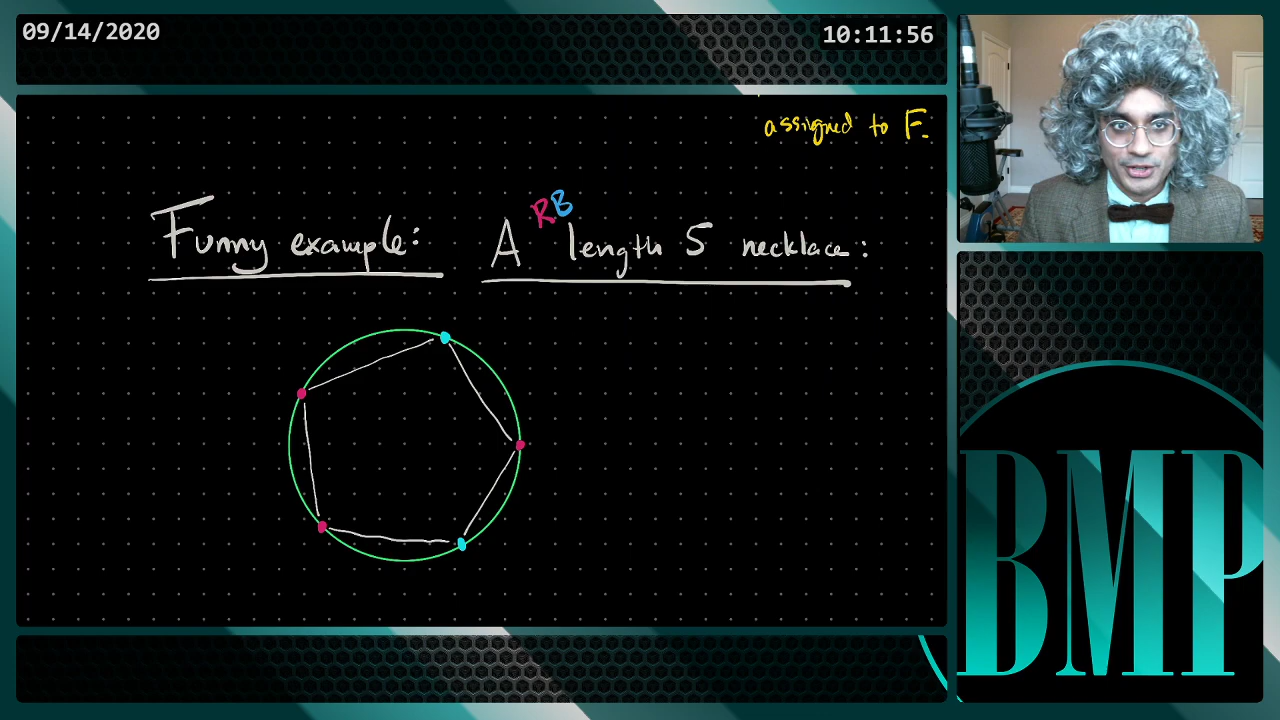 09/14/2020
10:11:56
assigned to F.
Funny example: A RB length 5 necklace:
BMP